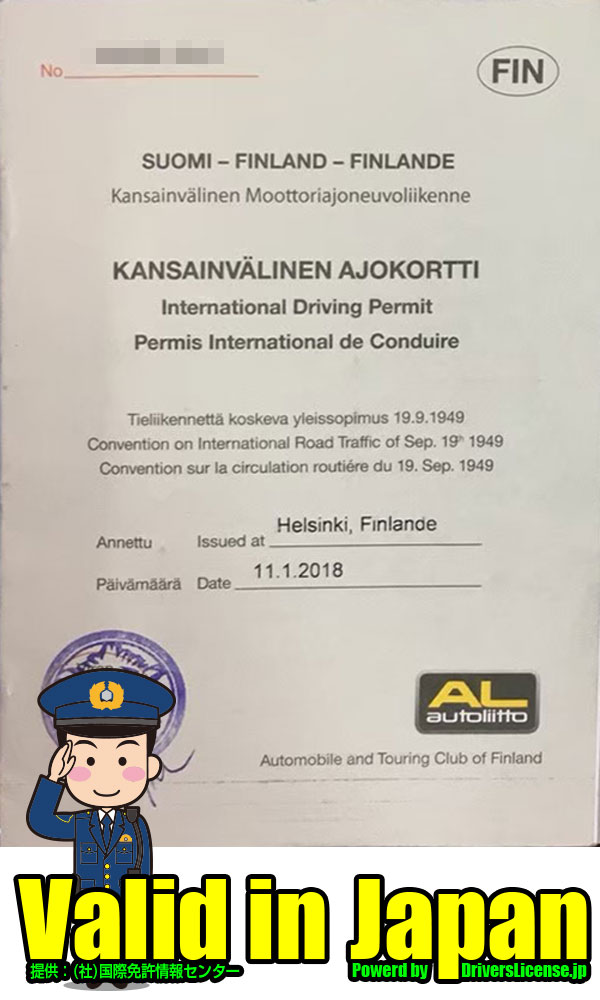 No
FIN
SUOMI – FINLAND – FINLANDE
Kansainvälinen Moottoriajoneuvoliikenne
KANSAINVÄLINEN AJOKORTTI
International Driving Permit
Permis International de Conduire
Tieliikennettä koskeva yleissopimus 19.9.1949
Convention on International Road Traffic of Sep. 19th 1949
Convention sur la circulation routiére du 19. Sep. 1949
Annettu Issued at Helsinki, Finlande
Päivämäärä Date 11.1.2018
AL
autoliitto
Automobile and Touring Club of Finland
Valid in Japan
提供：(社)国際免許情報センター
Powerd by DriversLicense.jp